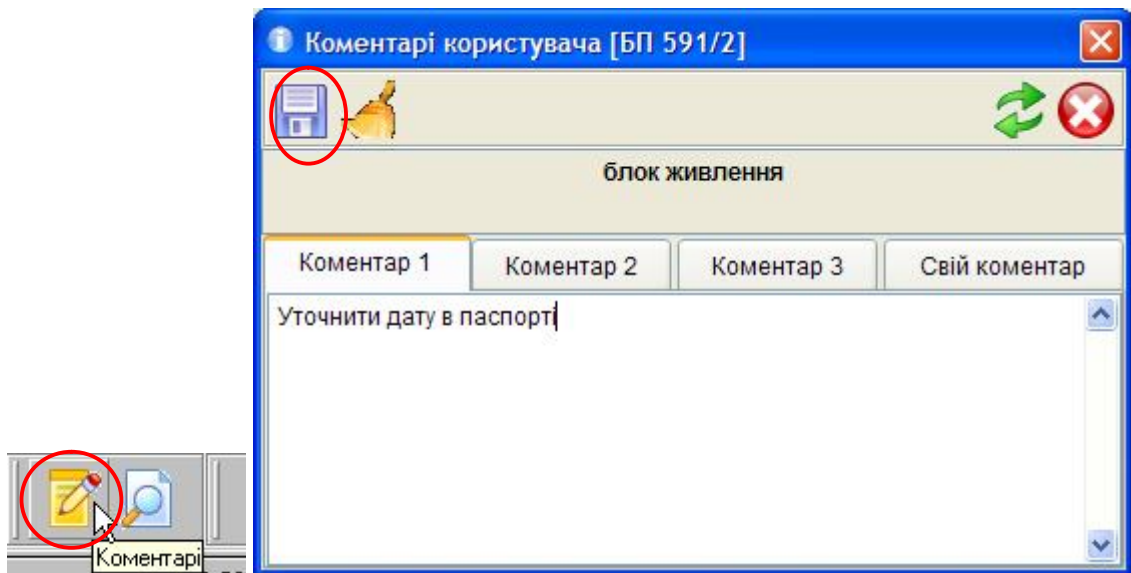 Коментарі користувача [БП 591/2]
блок живлення
Коментар 1 Коментар 2 Коментар 3 Свій коментар
Уточнити дату в паспорті
Коментарі